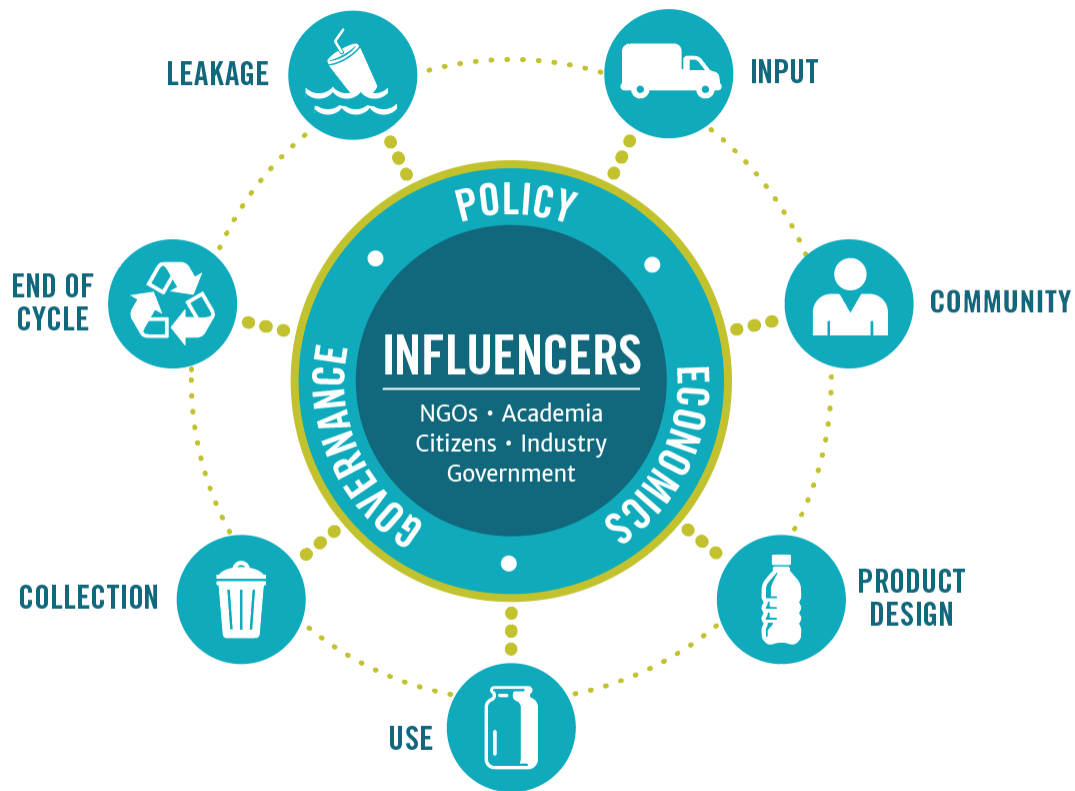 LEAKAGE
INPUT
POLICY
END OF
CYCLE
COMMUNITY
GOVERNANCE
INFLUENCERS
NGOs • Academia
Citizens • Industry
Government
ECONOMICS
COLLECTION
PRODUCT
DESIGN
USE